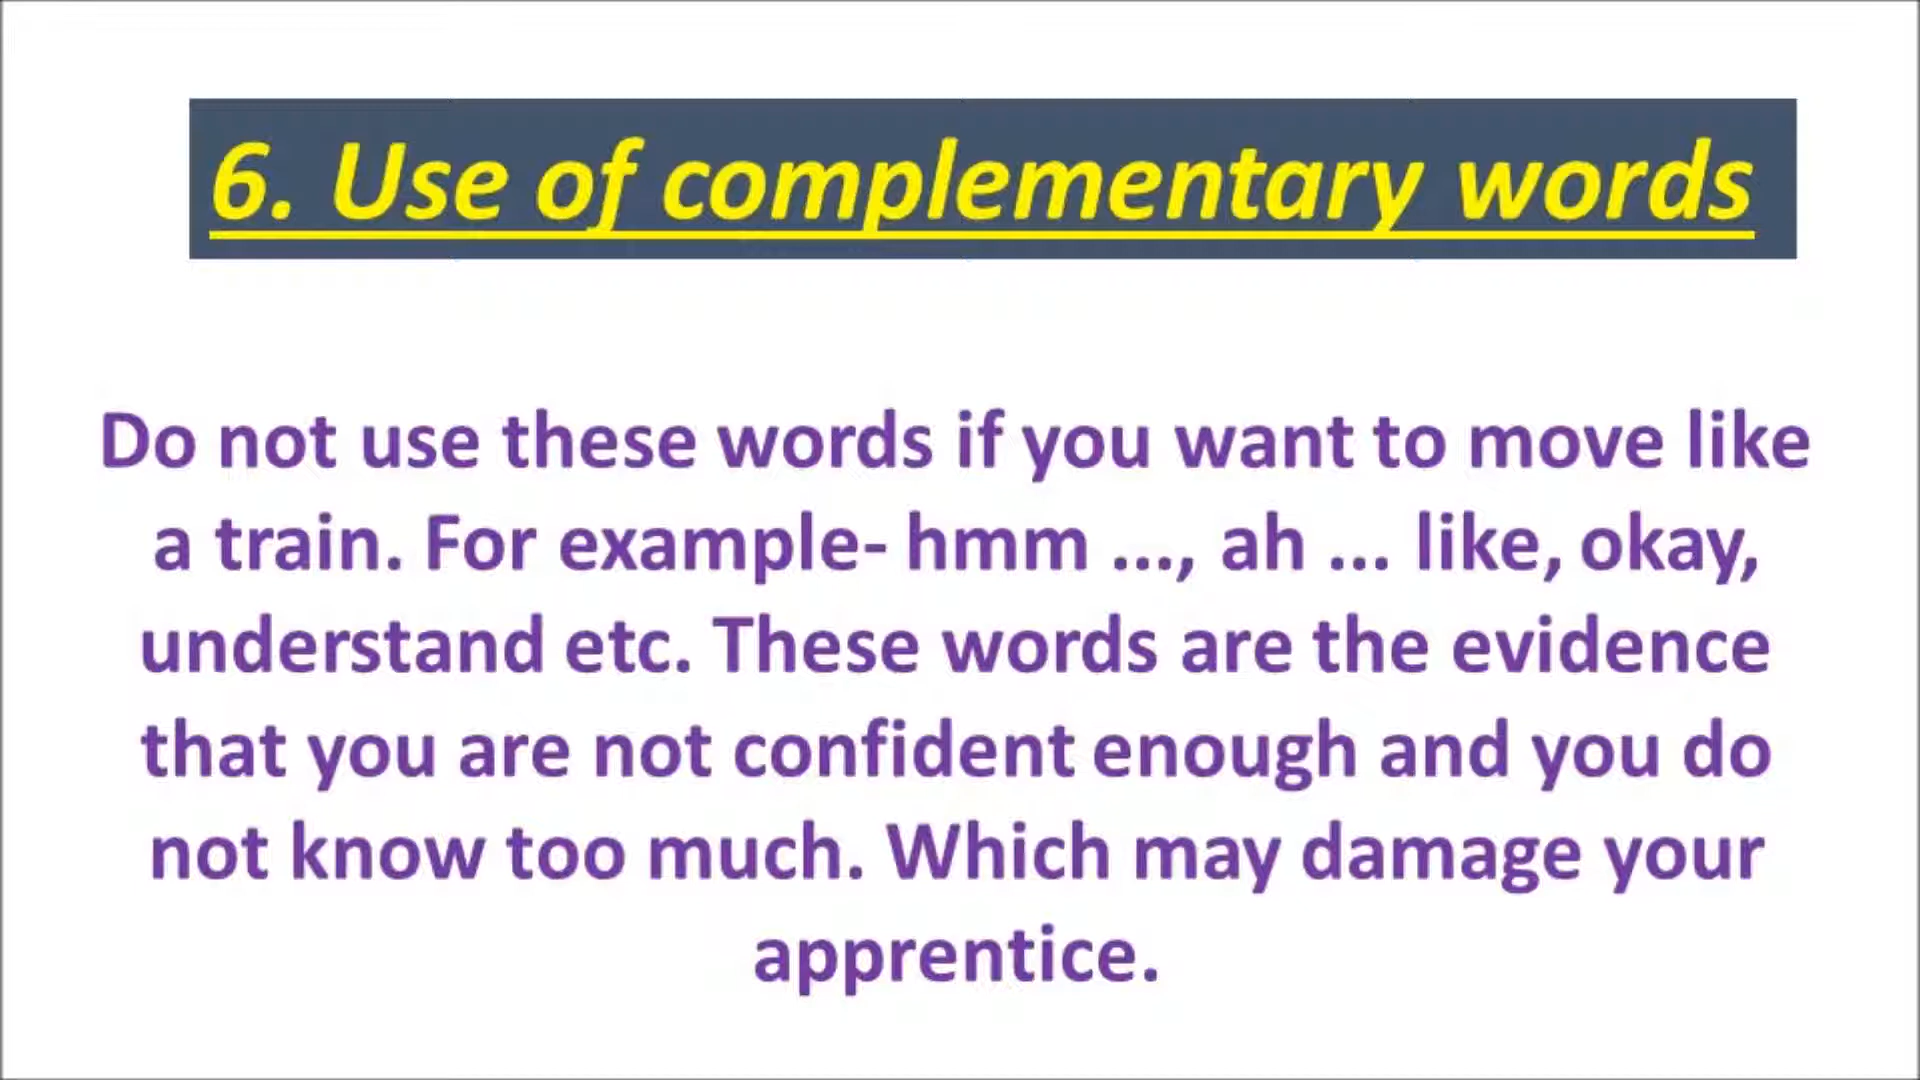 6. Use of complementary words
Do not use these words if you want to move like
a train. For example- hmm ..., ah ... like, okay,
understand etc. These words are the evidence
that you are not confident enough and you do
not know too much. Which may damage your
apprentice.